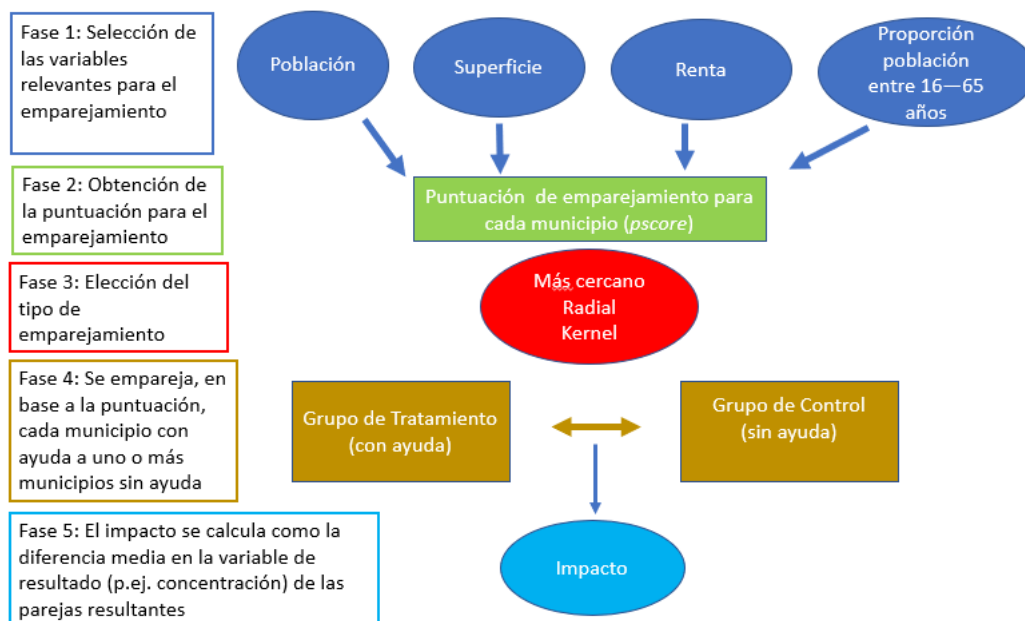 Fase 1: Selección de
las variables
relevantes para el
emparejamiento
Población
Superficie
Renta
Proporción
población
entre 16—65
años
Fase 2: Obtención de
la puntuación para el
emparejamiento
Puntuación de emparejamiento para
cada municipio (pscore)
Fase 3: Elección del
tipo de
emparejamiento
Más cercano
Radial
Kernel
Fase 4: Se empareja, en
base a la puntuación,
cada municipio con
ayuda a uno o más
municipios sin ayuda
Grupo de Tratamiento
(con ayuda)
Grupo de Control
(sin ayuda)
Fase 5: El impacto se calcula como la
diferencia media en la variable de
resultado (p.ej. concentración) de las
parejas resultantes
Impacto